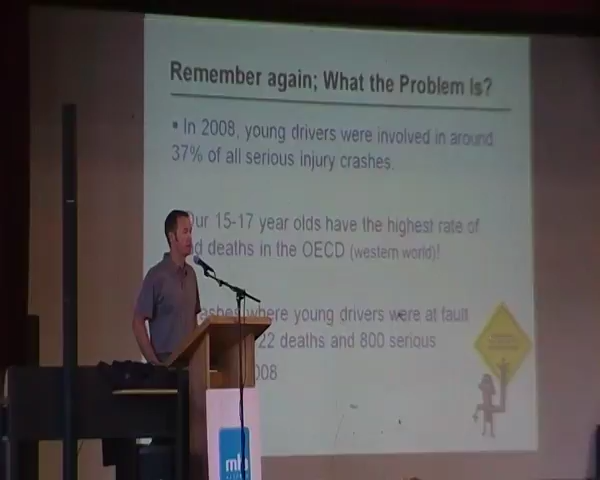 Remember again; What the Problem Is?
▪ In 2008, young drivers were involved in around
37% of all serious injury crashes.
ur 15-17 year olds have the highest rate of
d deaths in the OECD (western world)!
ashes where young drivers were at fault
22 deaths and 800 serious
008